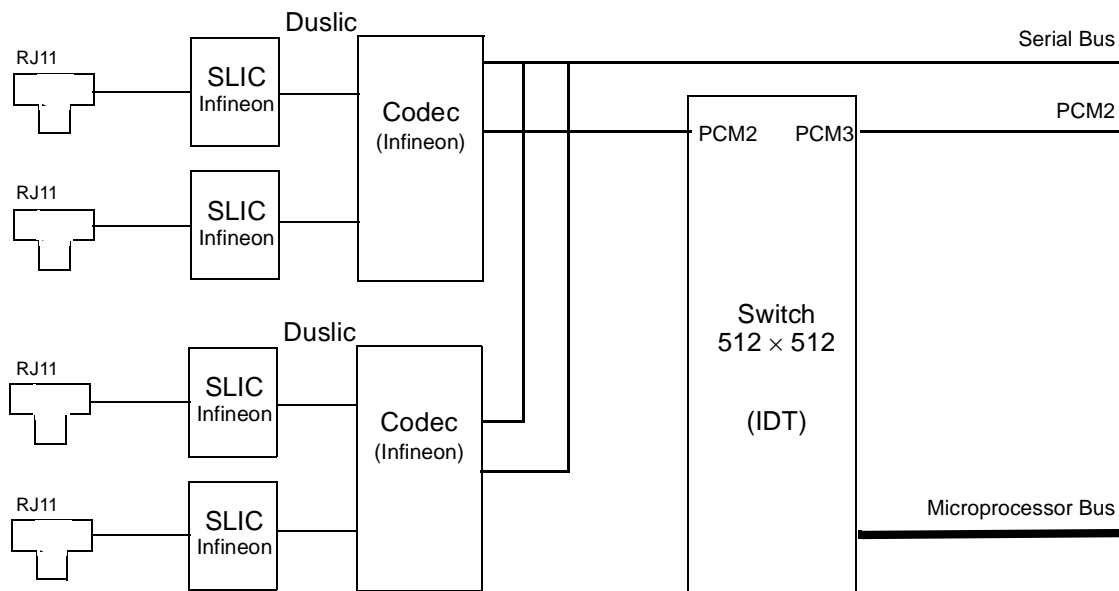 Duslic
Serial Bus
RJ11
SLIC
Infineon
Codec
(Infineon)
PCM2
PCM2 PCM3
RJ11
SLIC
Infineon
Switch
512 × 512
(IDT)
Duslic
RJ11
SLIC
Infineon
Codec
(Infineon)
RJ11
SLIC
Infineon
Microprocessor Bus